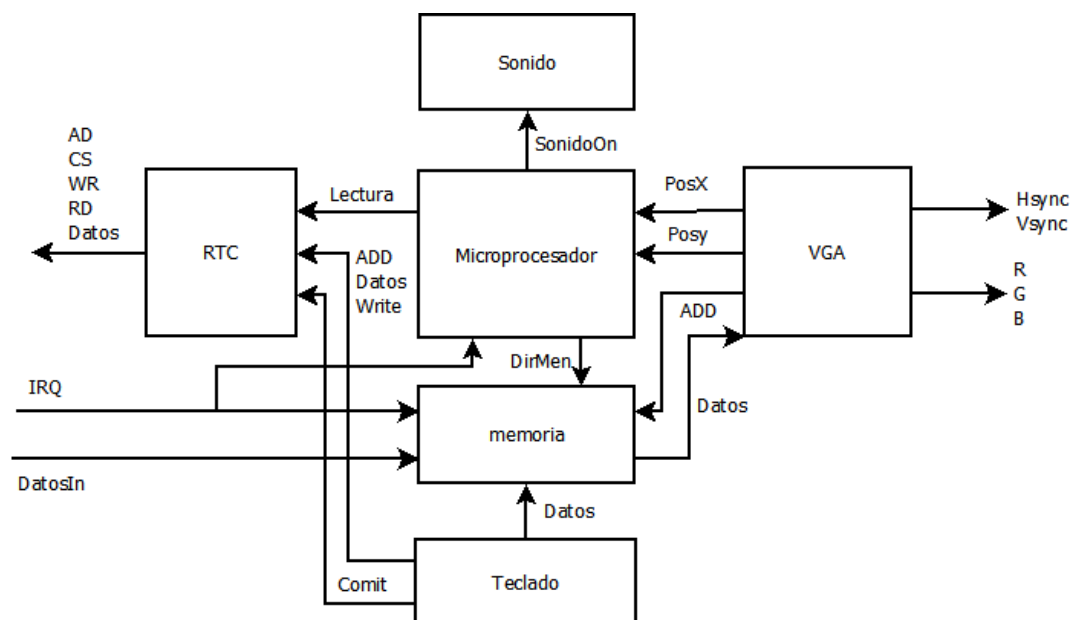 Sonido
SonidoOn
AD
CS
WR
RD
Datos
Lectura
PosX
Hsync
Vsync
RTC
ADD
Datos
Write
Microprocesador
Posy
VGA
R
G
B
ADD
DirMen
IRQ
Datos
memoria
DatosIn
Datos
Comit
Teclado